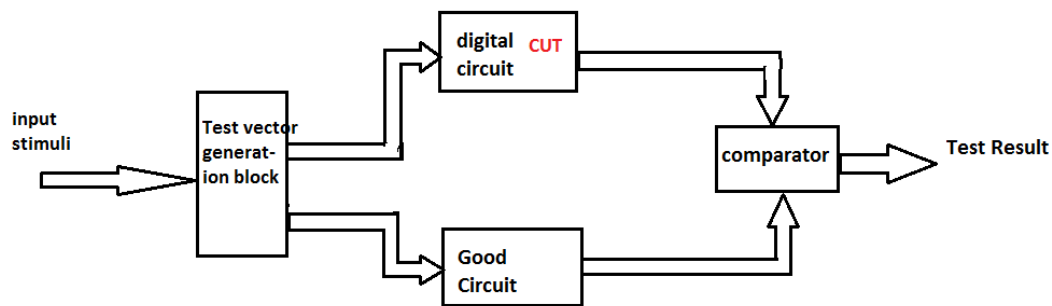 input
stimuli
Test vector
generat-
ion block
digital CUT
circuit
Good
Circuit
comparator
Test Result